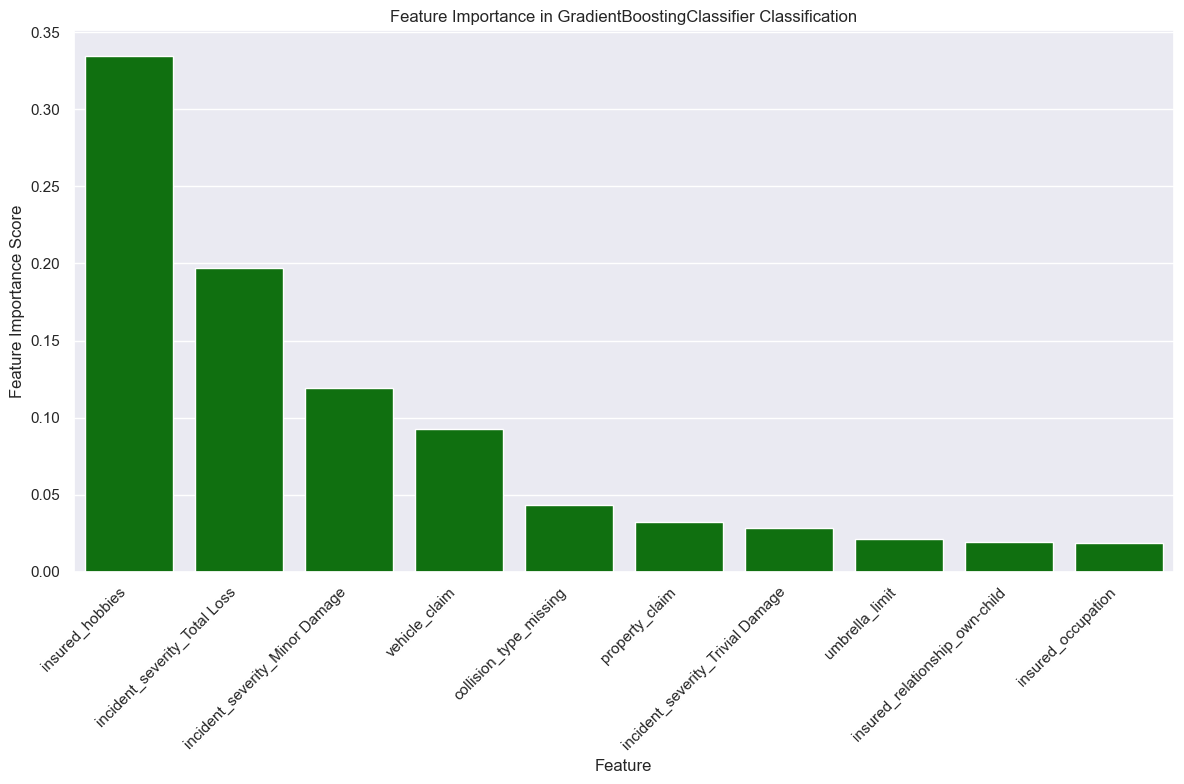 Feature Importance in GradientBoostingClassifier Classification
Feature Importance Score
0.35
0.30
0.25
0.20
0.15
0.10
0.05
0.00
insured_hobbies
incident_severity_Total Loss
incident_severity_Minor Damage
vehicle_claim
collision_type_missing
property_claim
incident_severity_Trivial Damage
umbrella_limit
insured_relationship_own-child
insured_occupation
Feature